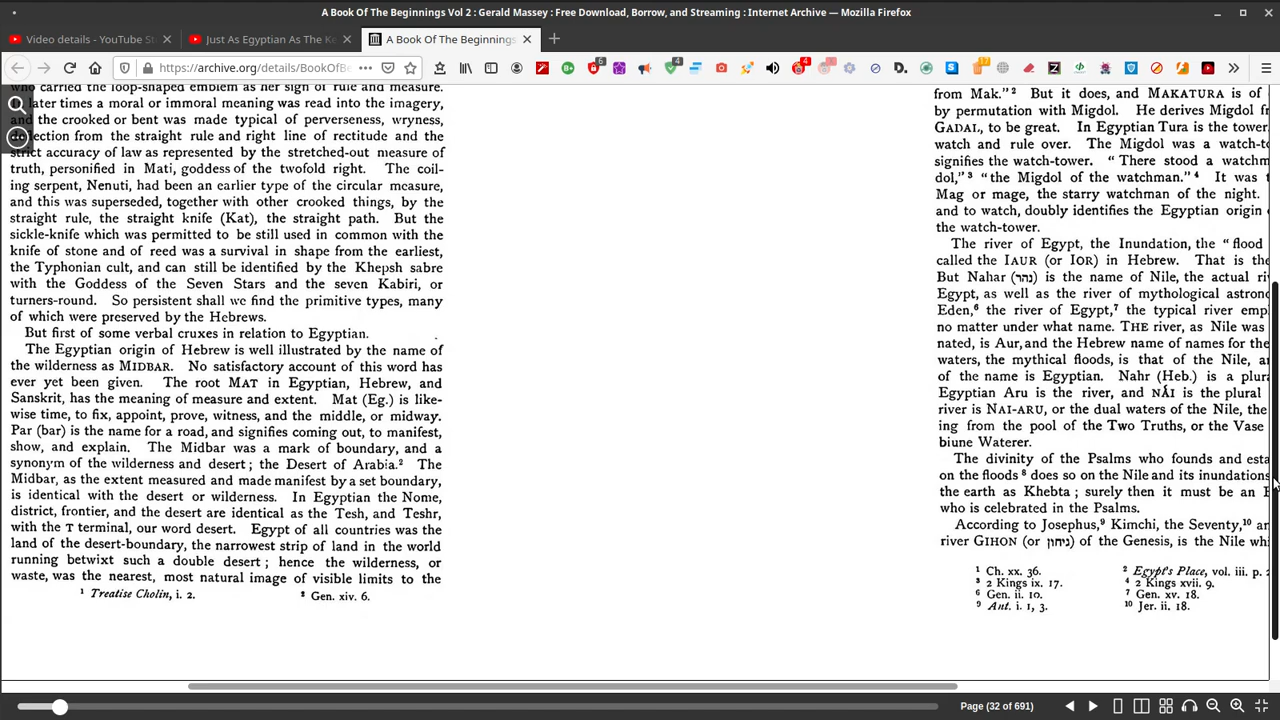 A Book Of The Beginnings Vol 2 : Gerald Massey : Free Download, Borrow, and Streaming : Internet Archive — Mozilla Firefox
Video details - YouTube St
Just As Egyptian As The Ke
A Book Of The Beginnings
https://archive.org/details/BookOfBe
who carried the loop-shaped emblem as her sign of rule and measure.
later times a moral or immoral meaning was read into the imagery,
and the crooked or bent was made typical of perverseness, wryness,
deflection from the straight rule and right line of rectitude and the
strict accuracy of law as represented by the stretched-out measure of
truth, personified in Mati, goddess of the twofold right. The coil-
ing serpent, Nenuti, had been an earlier type of the circular measure,
and this was superseded, together with other crooked things, by the
straight rule, the straight knife (Kat), the straight path. But the
sickle-knife which was permitted to be still used in common with the
knife of stone and of reed was a survival in shape from the earliest,
the Typhonian cult, and can still be identified by the Khepsh sabre
with the Goddess of the Seven Stars and the seven Kabiri, or
turners-round. So persistent shall we find the primitive types, many
of which were preserved by the Hebrews.
But first of some verbal cruxes in relation to Egyptian.
The Egyptian origin of Hebrew is well illustrated by the name of
the wilderness as MIDBAR. No satisfactory account of this word has
ever yet been given. The root MAT in Egyptian, Hebrew, and
Sanskrit, has the meaning of measure and extent. Mat (Eg.) is like-
wise time, to fix, appoint, prove, witness, and the middle, or midway.
Par (bar) is the name for a road, and signifies coming out, to manifest,
show, and explain. The Midbar was a mark of boundary, and a
synonym of the wilderness and desert; the Desert of Arabia.² The
Midbar, as the extent measured and made manifest by a set boundary,
is identical with the desert or wilderness. In Egyptian the Nome,
district, frontier, and the desert are identical as the Tesh, and Teshr,
with the T terminal, our word desert. Egypt of all countries was the
land of the desert-boundary, the narrowest strip of land in the world
running betwixt such a double desert; hence the wilderness, or
waste, was the nearest, most natural image of visible limits to the
¹ Treatise Cholin, i. 2. ² Gen. xiv. 6.
from Mak."² But it does, and MAKATURA is of
by permutation with Migdol. He derives Migdol fr
GADAL, to be great. In Egyptian Tura is the tower
watch and rule over. The Migdol was a watch-to
signifies the watch-tower. "There stood a watchm
dol,"³ "the Migdol of the watchman."⁴ It was t
Mag or mage, the starry watchman of the night.
and to watch, doubly identifies the Egyptian origin
the watch-tower.
The river of Egypt, the Inundation, the "flood
called the IAUR (or IOR) in Hebrew. That is the
But Nahar (נהר) is the name of Nile, the actual ri
Egypt, as well as the river of mythological astrono
Eden,⁶ the river of Egypt,⁷ the typical river emp
no matter under what name. THE river, as Nile was
nated, is Aur, and the Hebrew name of names for the
waters, the mythical floods, is that of the Nile, an
of the name is Egyptian. Nahr (Heb.) is a plura
Egyptian Aru is the river, and NAI is the plural
river is NAI-ARU, or the dual waters of the Nile, the
ing from the pool of the Two Truths, or the Vase
biune Waterer.
The divinity of the Psalms who founds and esta
on the floods⁸ does so on the Nile and its inundations
the earth as Khebta; surely then it must be an E
who is celebrated in the Psalms.
According to Josephus,⁹ Kimchi, the Seventy,¹⁰ an
river GIHON (or גיחון) of the Genesis, is the Nile whi
¹ Ch. xx. 36. ² Egypt's Place, vol. iii. p. 2
³ 2 Kings ix. 17. ⁴ 2 Kings xvii. 9.
⁶ Gen. ii. 10. ⁷ Gen. xv. 18.
⁹ Ant. i. 1, 3. ¹⁰ Jer. ii. 18.
Page (32 of 691)